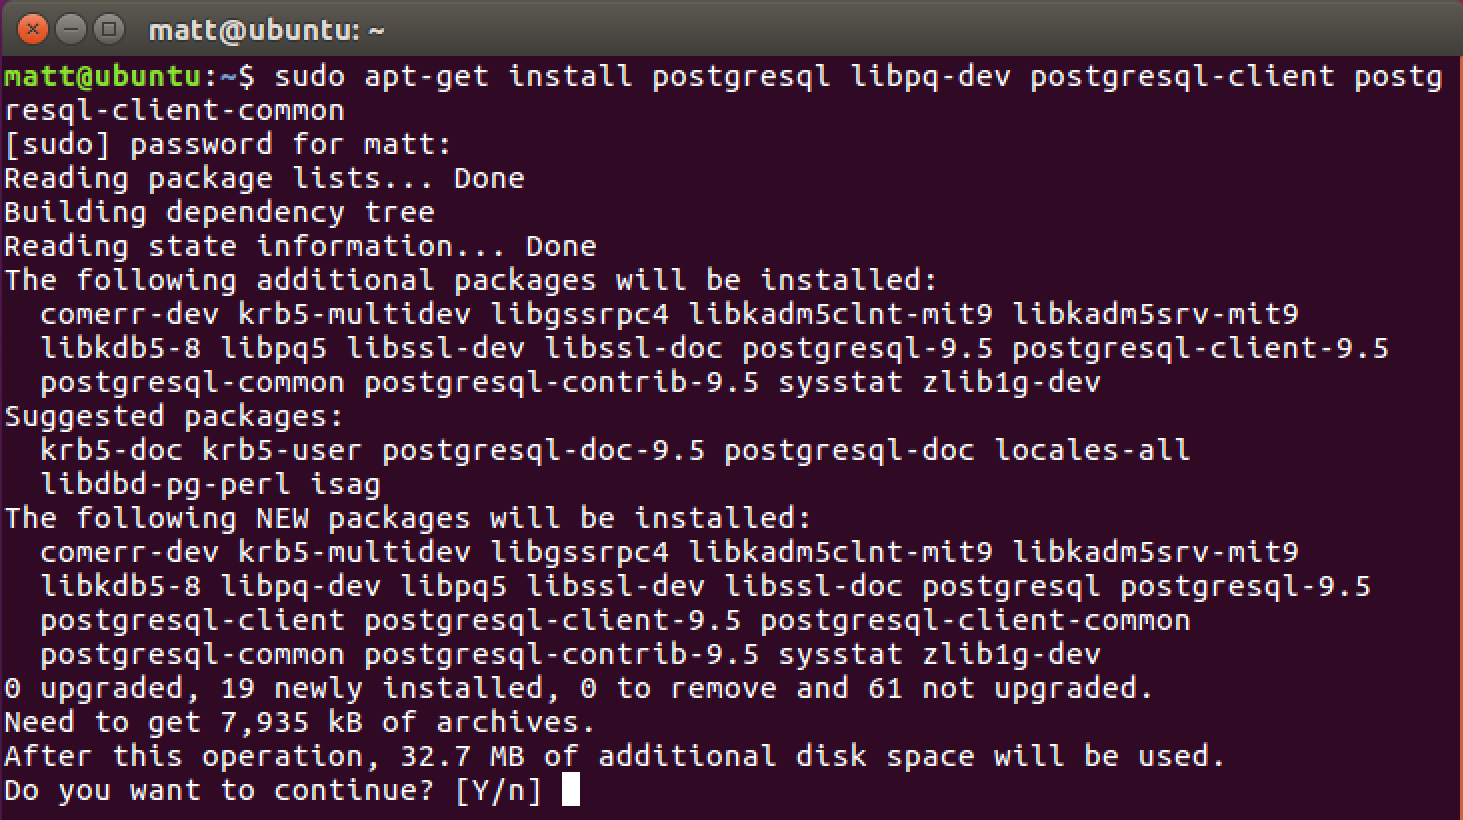 matt@ubuntu: ~
matt@ubuntu:~$ sudo apt-get install postgresql libpq-dev postgresql-client postg
resql-client-common
[sudo] password for matt:
Reading package lists... Done
Building dependency tree
Reading state information... Done
The following additional packages will be installed:
  comerr-dev krb5-multidev libgssrpc4 libkadm5clnt-mit9 libkadm5srv-mit9
  libkdb5-8 libpq5 libssl-dev libssl-doc postgresql-9.5 postgresql-client-9.5
  postgresql-common postgresql-contrib-9.5 sysstat zlib1g-dev
Suggested packages:
  krb5-doc krb5-user postgresql-doc-9.5 postgresql-doc locales-all
  libdbd-pg-perl isag
The following NEW packages will be installed:
  comerr-dev krb5-multidev libgssrpc4 libkadm5clnt-mit9 libkadm5srv-mit9
  libkdb5-8 libpq-dev libpq5 libssl-dev libssl-doc postgresql postgresql-9.5
  postgresql-client postgresql-client-9.5 postgresql-client-common
  postgresql-common postgresql-contrib-9.5 sysstat zlib1g-dev
0 upgraded, 19 newly installed, 0 to remove and 61 not upgraded.
Need to get 7,935 kB of archives.
After this operation, 32.7 MB of additional disk space will be used.
Do you want to continue? [Y/n]